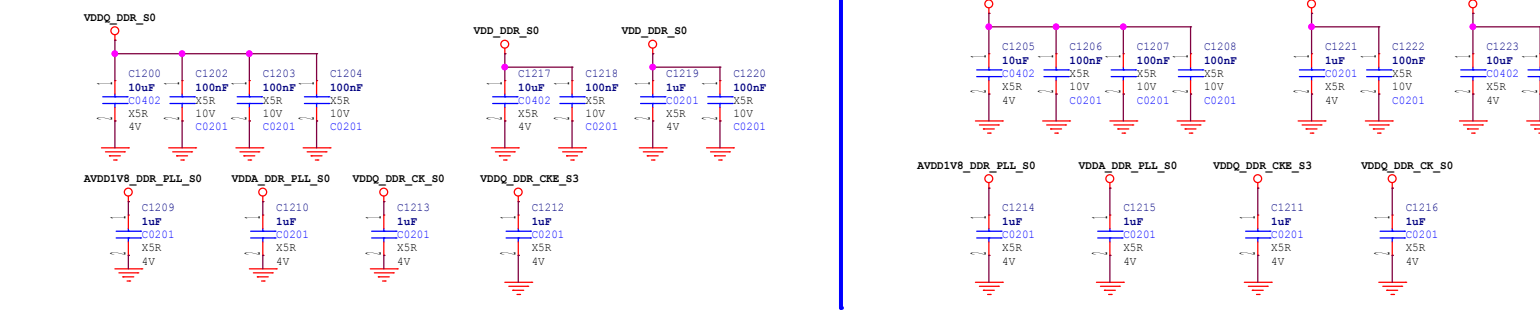 VDDQ_DDR_S0
VDD_DDR_S0
VDD_DDR_S0
C1200
10uF
C0402
X5R
4V
C1202
100nF
X5R
10V
C0201
C1203
100nF
X5R
10V
C0201
C1204
100nF
X5R
10V
C0201
C1217
10uF
C0402
X5R
4V
C1218
100nF
X5R
10V
C0201
C1219
1uF
C0201
X5R
4V
C1220
100nF
X5R
10V
C0201
C1205
10uF
C0402
X5R
4V
C1206
100nF
X5R
10V
C0201
C1207
100nF
X5R
10V
C0201
C1208
100nF
X5R
10V
C0201
C1221
1uF
C0201
X5R
4V
C1222
100nF
X5R
10V
C0201
C1223
10uF
C0402
X5R
4V
AVDD1V8_DDR_PLL_S0
VDDA_DDR_PLL_S0
VDDQ_DDR_CK_S0
VDDQ_DDR_CKE_S3
C1209
1uF
C0201
X5R
4V
C1210
1uF
C0201
X5R
4V
C1213
1uF
C0201
X5R
4V
C1212
1uF
C0201
X5R
4V
AVDD1V8_DDR_PLL_S0
VDDA_DDR_PLL_S0
VDDQ_DDR_CKE_S3
VDDQ_DDR_CK_S0
C1214
1uF
C0201
X5R
4V
C1215
1uF
C0201
X5R
4V
C1211
1uF
C0201
X5R
4V
C1216
1uF
C0201
X5R
4V